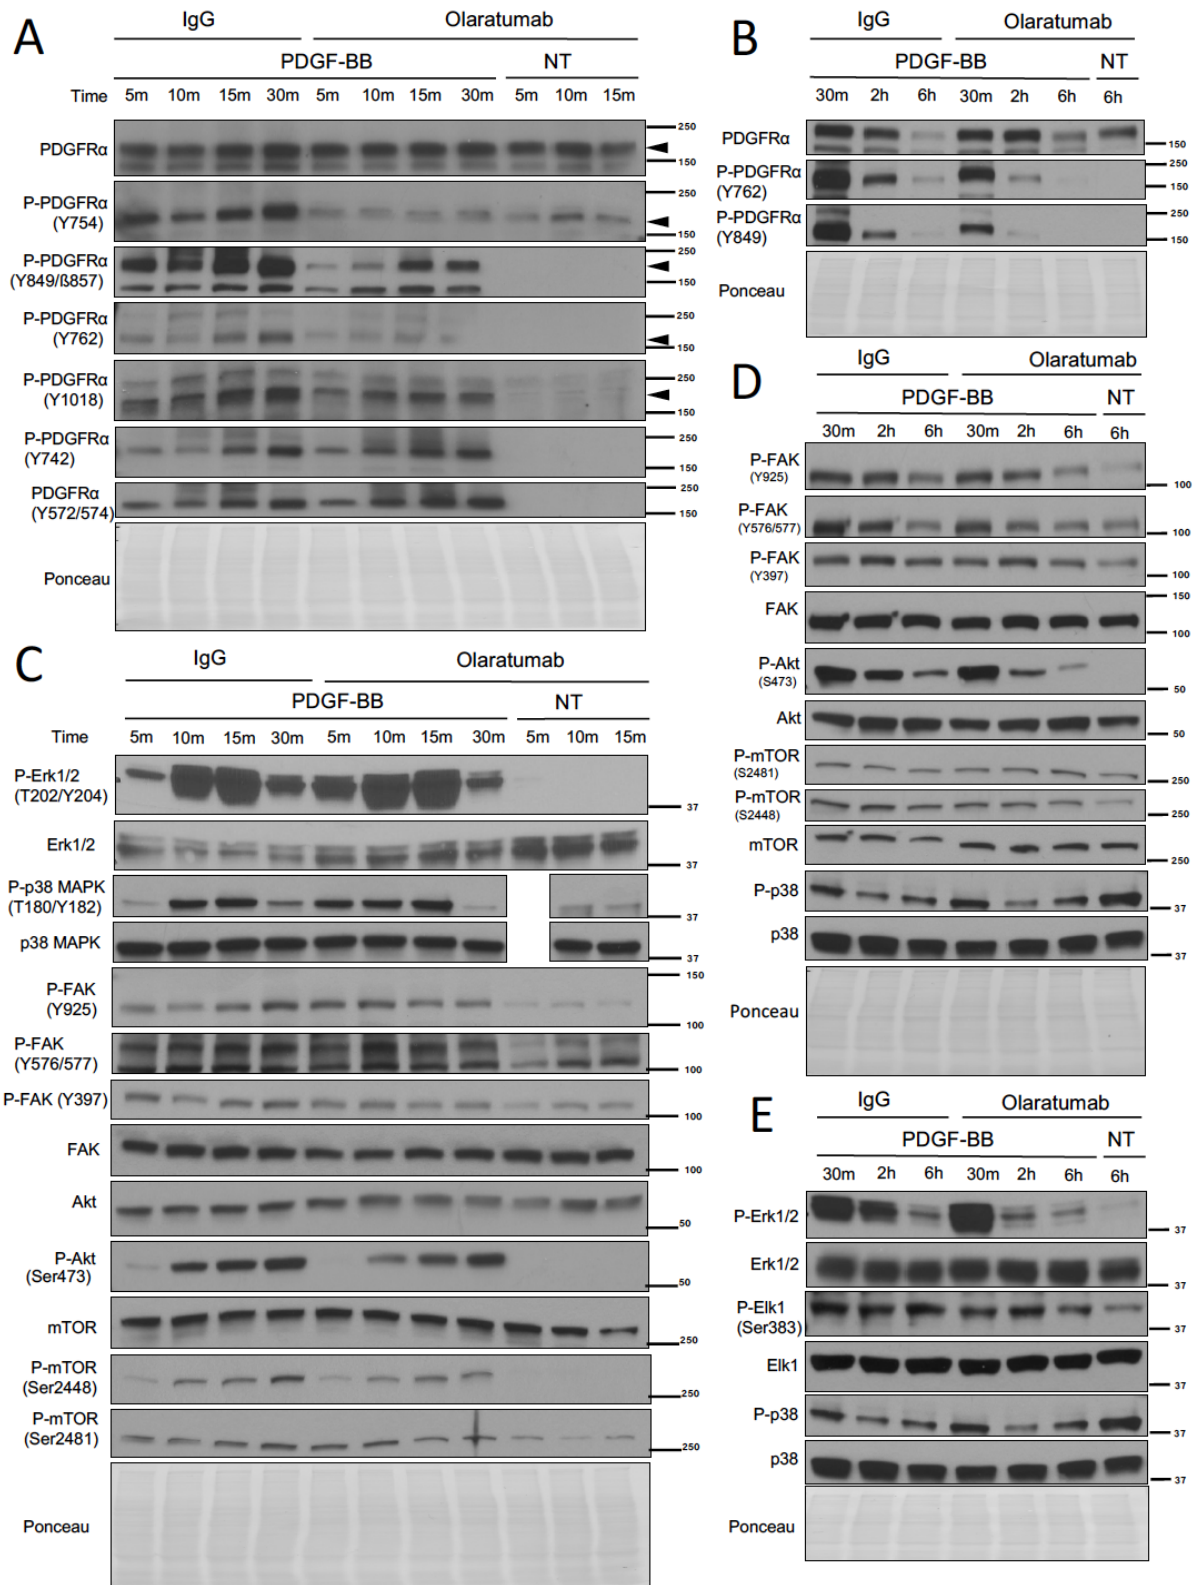 A
IgG Olaratumab
PDGF-BB NT
Time 5m 10m 15m 30m 5m 10m 15m 30m 5m 10m 15m
PDGFRα 250 150
P-PDGFRα (Y754) 250 150
P-PDGFRα (Y849/ß857) 250 150
P-PDGFRα (Y762) 250 150
P-PDGFRα (Y1018) 250 150
P-PDGFRα (Y742) 250 150
PDGFRα (Y572/574) 250 150
Ponceau
B
IgG Olaratumab
PDGF-BB NT
30m 2h 6h 30m 2h 6h 6h
PDGFRα 150
P-PDGFRα (Y762) 250 150
P-PDGFRα (Y849) 250 150
Ponceau
C
IgG Olaratumab
PDGF-BB NT
Time 5m 10m 15m 30m 5m 10m 15m 30m 5m 10m 15m
P-Erk1/2 (T202/Y204) 37
Erk1/2 37
P-p38 MAPK (T180/Y182) 37
p38 MAPK 37
P-FAK (Y925) 150 100
P-FAK (Y576/577) 100
P-FAK (Y397) 100
FAK 100
Akt 50
P-Akt (Ser473) 50
mTOR 250
P-mTOR (Ser2448) 250
P-mTOR (Ser2481) 250
Ponceau
D
IgG Olaratumab
PDGF-BB NT
30m 2h 6h 30m 2h 6h 6h
P-FAK (Y925) 100
P-FAK (Y576/577) 100
P-FAK (Y397) 100
FAK 150 100
P-Akt (S473) 50
Akt 50
P-mTOR (S2481) 250
P-mTOR (S2448) 250
mTOR 250
P-p38 37
p38 37
Ponceau
E
IgG Olaratumab
PDGF-BB NT
30m 2h 6h 30m 2h 6h 6h
P-Erk1/2 37
Erk1/2 37
P-Elk1 (Ser383) 37
Elk1 37
P-p38 37
p38 37
Ponceau